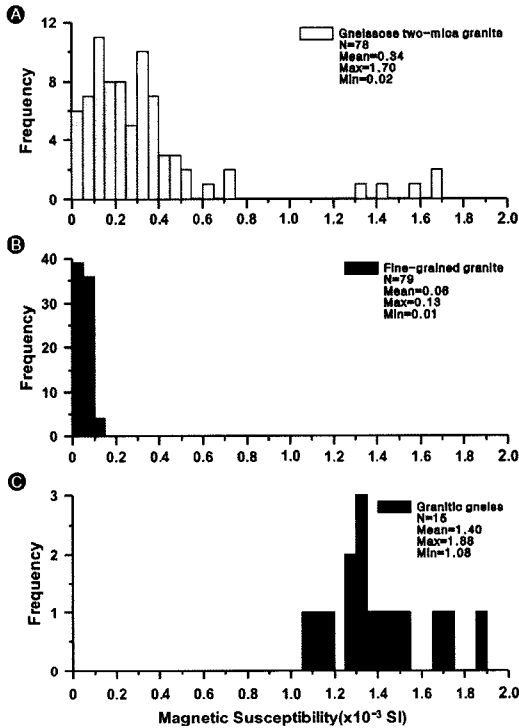 A
12
8
4
0
Frequency
Gneissose two-mica granite
N=78
Mean=0.34
Max=1.70
Min=0.02
0 0.2 0.4 0.6 0.8 1.0 1.2 1.4 1.6 1.8 2.0
B
40
30
20
10
0
Frequency
Fine-grained granite
N=79
Mean=0.06
Max=0.13
Min=0.01
0 0.2 0.4 0.6 0.8 1.0 1.2 1.4 1.6 1.8 2.0
C
3
2
1
0
Frequency
Granitic gneiss
N=15
Mean=1.40
Max=1.88
Min=1.08
0 0.2 0.4 0.6 0.8 1.0 1.2 1.4 1.6 1.8 2.0
Magnetic Susceptibility(x10⁻³ SI)